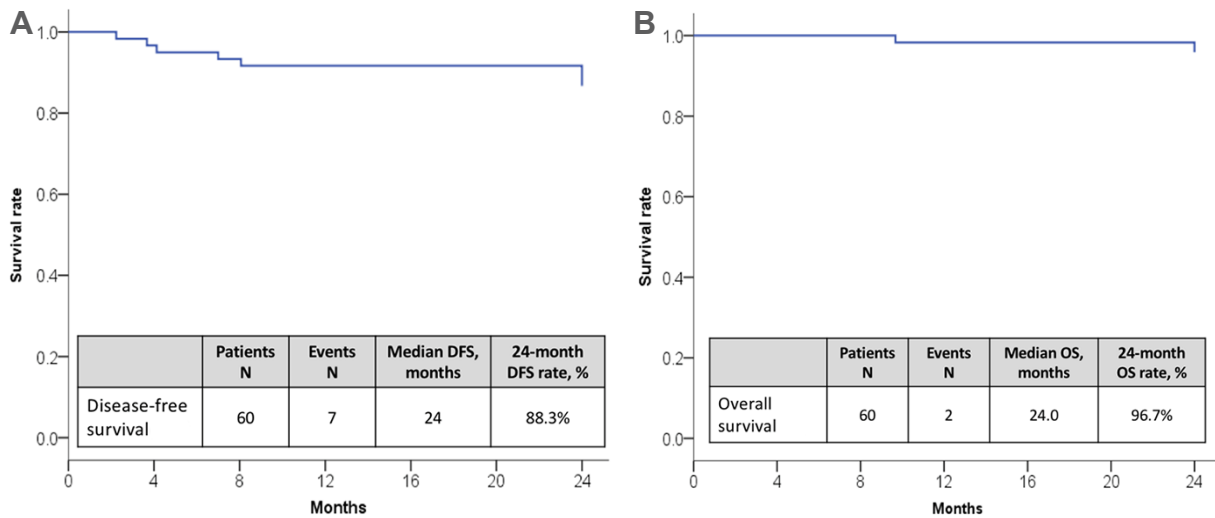 A
1.0
0.8
0.6
0.4
0.2
0.0
Survival rate
Patients N
Events N
Median DFS, months
24-month DFS rate, %
Disease-free survival
60
7
24
88.3%
0 4 8 12 16 20 24
Months
B
1.0
0.8
0.6
0.4
0.2
0.0
Survival rate
Patients N
Events N
Median OS, months
24-month OS rate, %
Overall survival
60
2
24.0
96.7%
0 4 8 12 16 20 24
Months